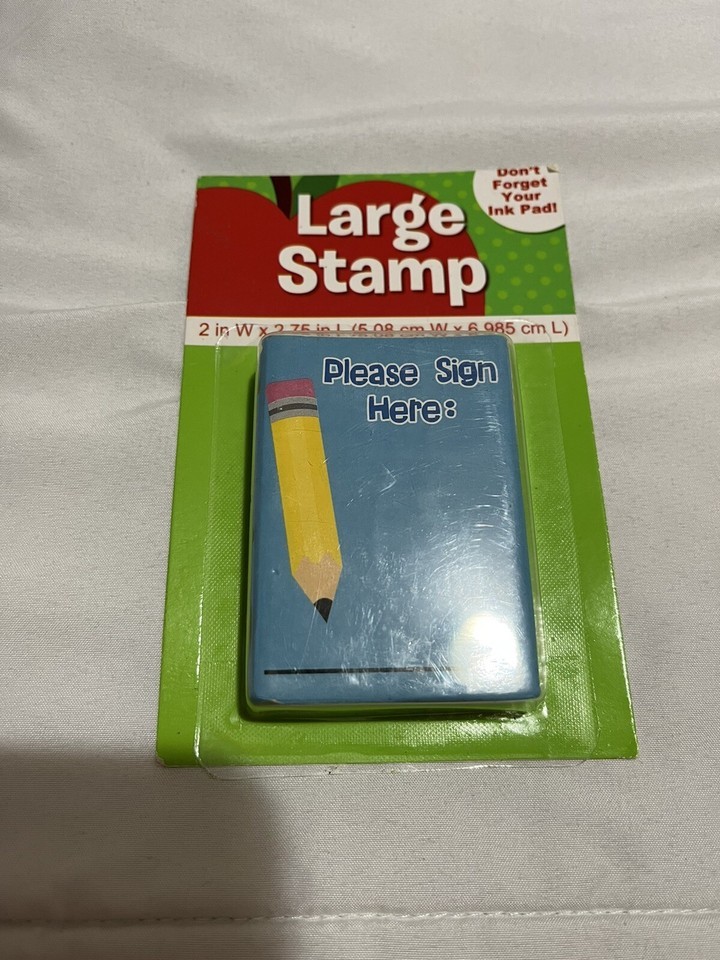 Don't
Forget
Your
Ink Pad!
Large
Stamp
2 in W x 2.75 in L (5.08 cm W x 6.985 cm L)
Please Sign
Here: